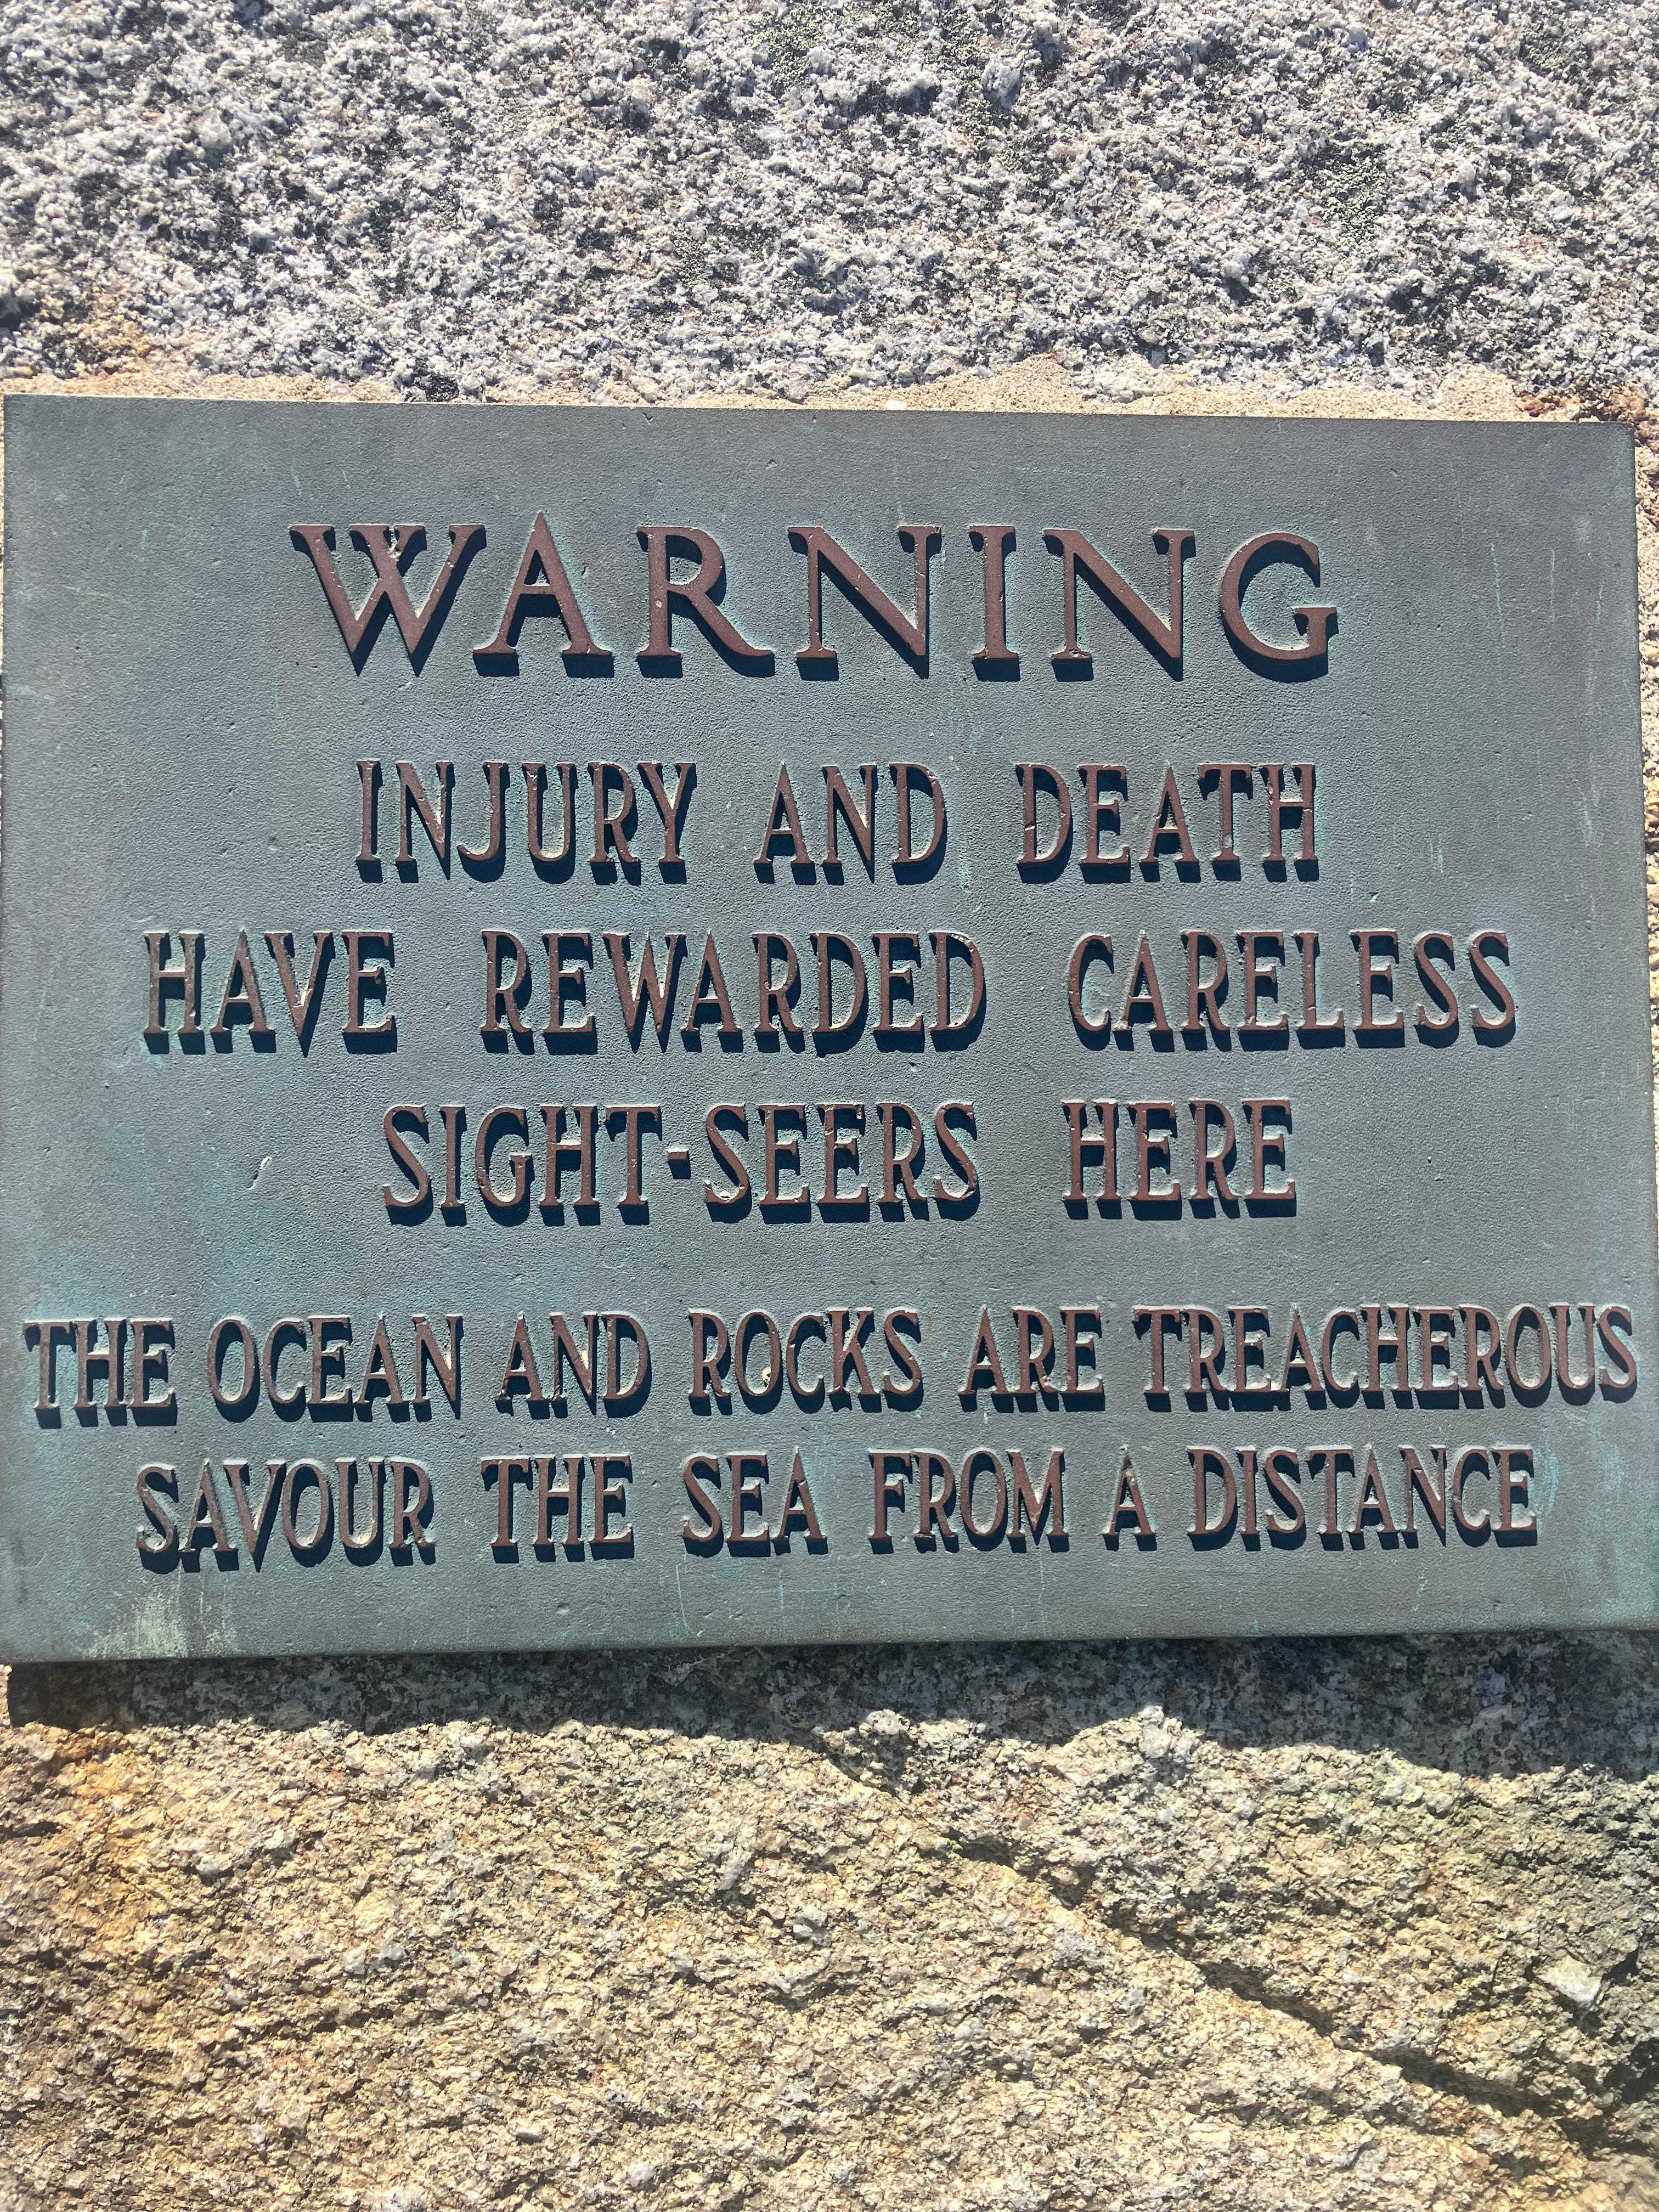 WARNING
INJURY AND DEATH
HAVE REWARDED CARELESS
SIGHT-SEERS HERE
THE OCEAN AND ROCKS ARE TREACHEROUS
SAVOUR THE SEA FROM A DISTANCE